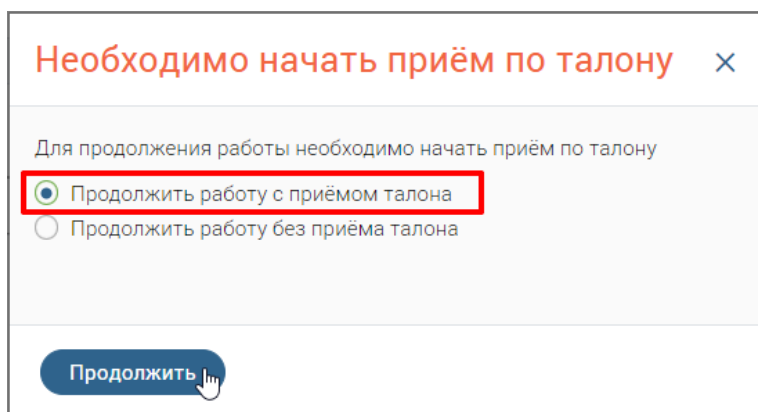 Необходимо начать приём по талону
Для продолжения работы необходимо начать приём по талону
Продолжить работу с приёмом талона
Продолжить работу без приёма талона
Продолжить